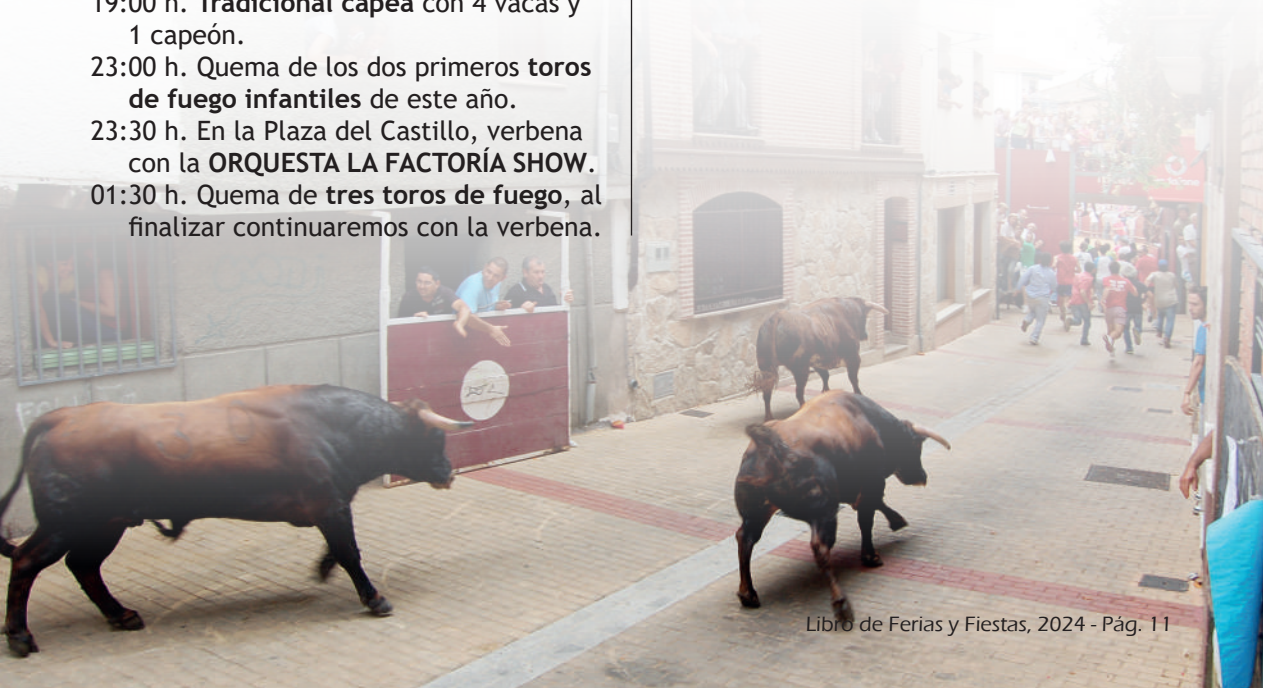 19:00 h. Tradicional capea con 4 vacas y
1 capeón.
23:00 h. Quema de los dos primeros toros
de fuego infantiles de este año.
23:30 h. En la Plaza del Castillo, verbena
con la ORQUESTA LA FACTORÍA SHOW.
01:30 h. Quema de tres toros de fuego, al
finalizar continuaremos con la verbena.
Libro de Ferias y Fiestas, 2024 - Pág. 11